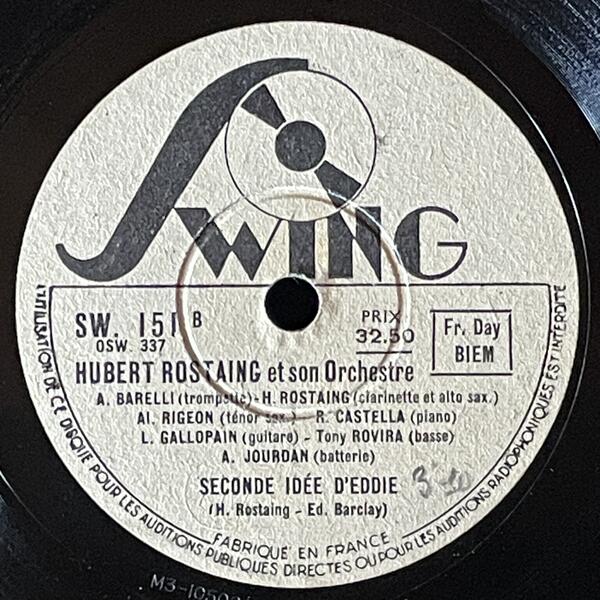 SWING
SW. 151 B
OSW. 337
PRIX
32.50
Fr. Day
BIEM
HUBERT ROSTAING et son Orchestre
A. BARELLI (trompette) - H. ROSTAING (clarinette et alto sax.)
Al. RIGEON (ténor sax.) - R. CASTELLA (piano)
L. GALLOPAIN (guitare) - Tony ROVIRA (basse)
A. JOURDAN (batterie)
SECONDE IDÉE D'EDDIE
(H. Rostaing - Ed. Barclay)
FABRIQUÉ EN FRANCE
L'UTILISATION DE CE DISQUE POUR LES AUDITIONS PUBLIQUES DIRECTES OU POUR LES AUDITIONS RADIOPHONIQUES EST INTERDITE